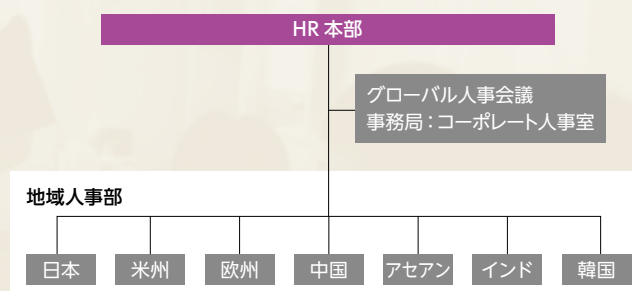 HR 本部
グローバル人事会議
事務局：コーポレート人事室
地域人事部
日本
米州
欧州
中国
アセアン
インド
韓国